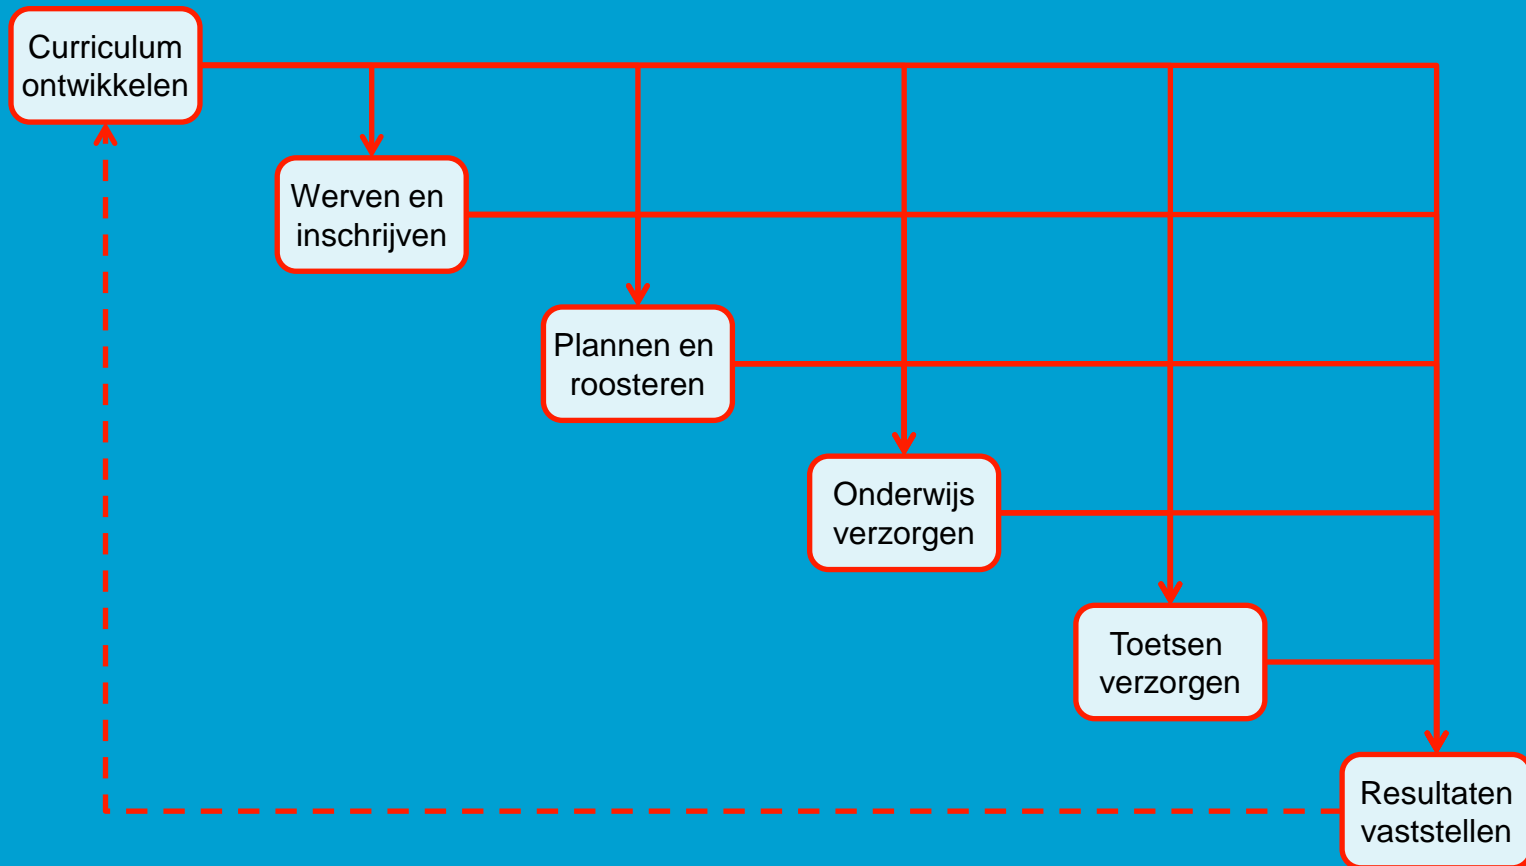 Curriculum
ontwikkelen
Werven en
inschrijven
Plannen en
roosteren
Onderwijs
verzorgen
Toetsen
verzorgen
Resultaten
vaststellen